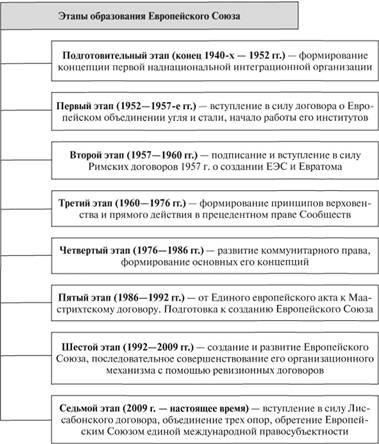 Этапы образования Европейского Союза
Подготовительный этап (конец 1940-х — 1952 гг.) — формирование
концепции первой наднациональной интеграционной организации
Первый этап (1952—1957-е гг.) — вступление в силу договора о Евро-
пейском объединении угля и стали, начало работы его институтов
Второй этап (1957—1960 гг.) — подписание и вступление в силу
Римских договоров 1957 г. о создании ЕЭС и Евратома
Третий этап (1960—1976 гг.) — формирование принципов верховен-
ства и прямого действия в прецедентном праве Сообществ
Четвертый этап (1976—1986 гг.) — развитие коммунитарного права,
формирование основных его концепций
Пятый этап (1986—1992 гг.) — от Единого европейского акта к Маа-
стрихтскому договору. Подготовка к созданию Европейского Союза
Шестой этап (1992—2009 гг.) — создание и развитие Европейского
Союза, последовательное совершенствование его организационного
механизма с помощью ревизионных договоров
Седьмой этап (2009 г. — настоящее время) — вступление в силу Лис-
сабонского договора, объединение трех опор, обретение Европей-
ским Союзом единой международной правосубъектности